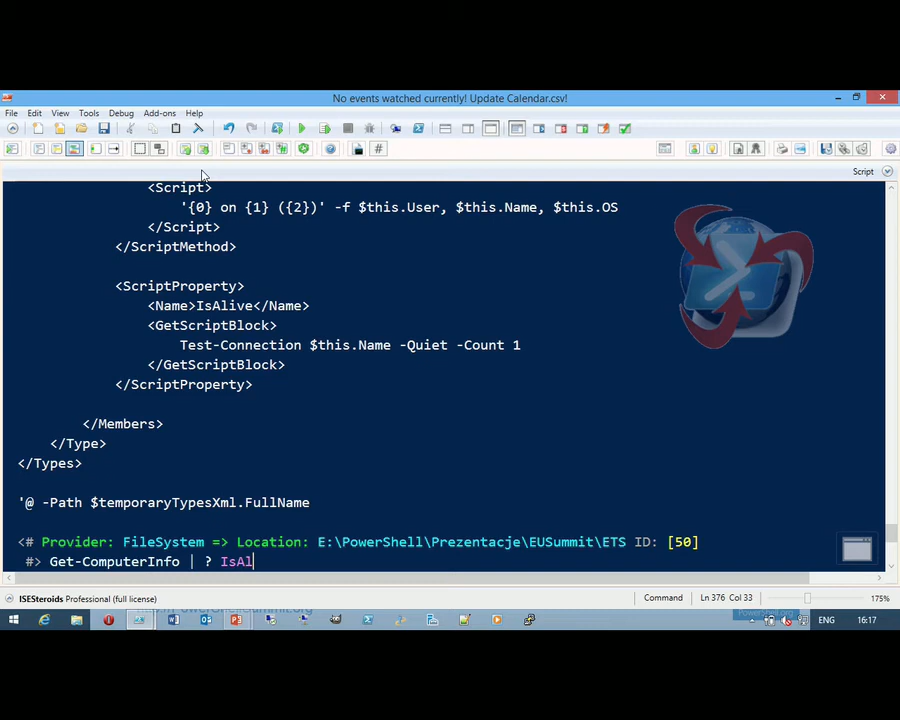 No events watched currently! Update Calendar.csv!
File Edit View Tools Debug Add-ons Help
Script
<Script>
'{0} on {1} ({2})' -f $this.User, $this.Name, $this.OS
</Script>
</ScriptMethod>
<ScriptProperty>
<Name>IsAlive</Name>
<GetScriptBlock>
Test-Connection $this.Name -Quiet -Count 1
</GetScriptBlock>
</ScriptProperty>
</Members>
</Type>
</Types>
'@ -Path $temporaryTypesXml.FullName
<# Provider: FileSystem => Location: E:\PowerShell\Prezentacje\EUSummit\ETS ID: [50]
#> Get-ComputerInfo | ? IsAl
ISESteroids Professional (full license)
Command Ln 376 Col 33 175%
ENG 16:17